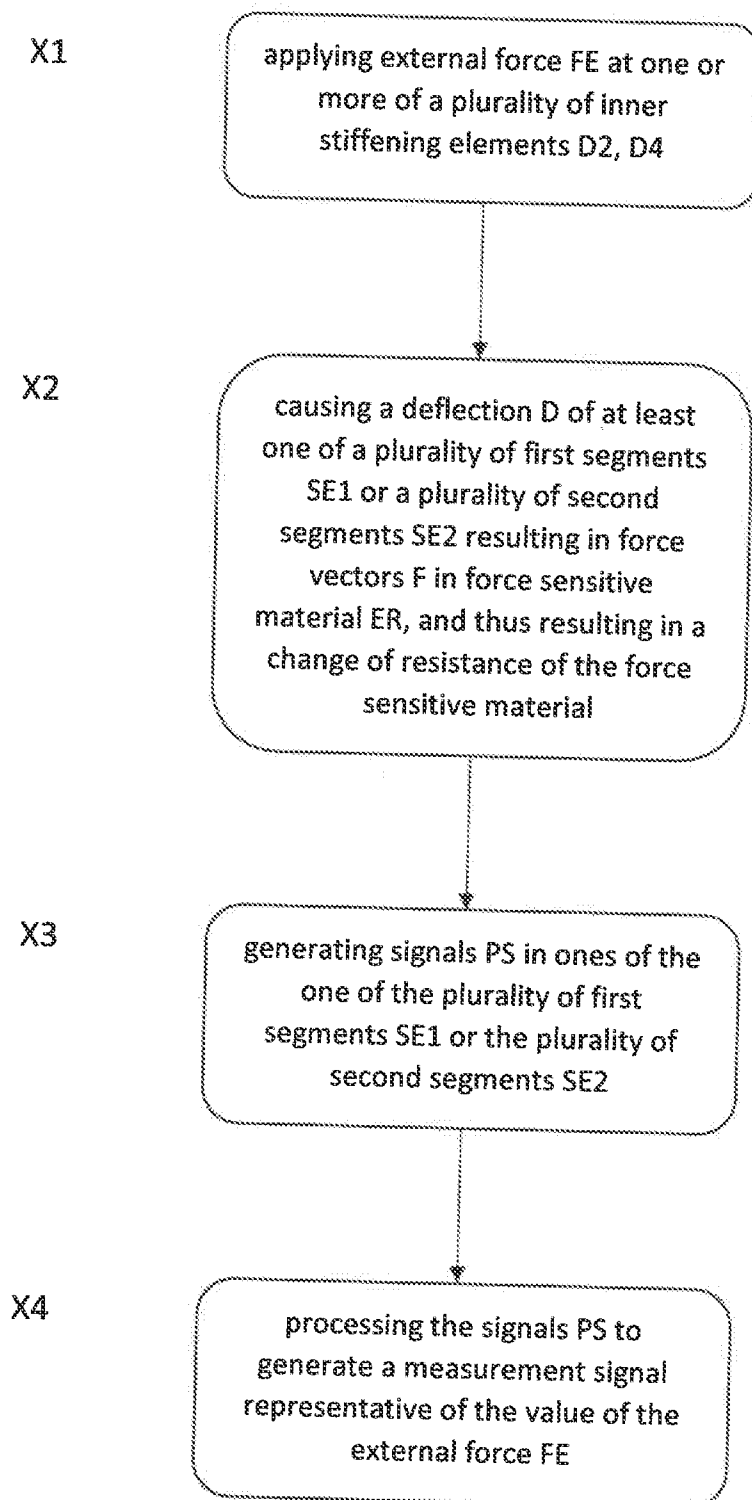 X1
applying external force FE at one or
more of a plurality of inner
stiffening elements D2, D4
X2
causing a deflection D of at least
one of a plurality of first segments
SE1 or a plurality of second
segments SE2 resulting in force
vectors F in force sensitive
material ER, and thus resulting in a
change of resistance of the force
sensitive material
X3
generating signals PS in ones of the
one of the plurality of first
segments SE1 or the plurality of
second segments SE2
X4
processing the signals PS to
generate a measurement signal
representative of the value of the
external force FE